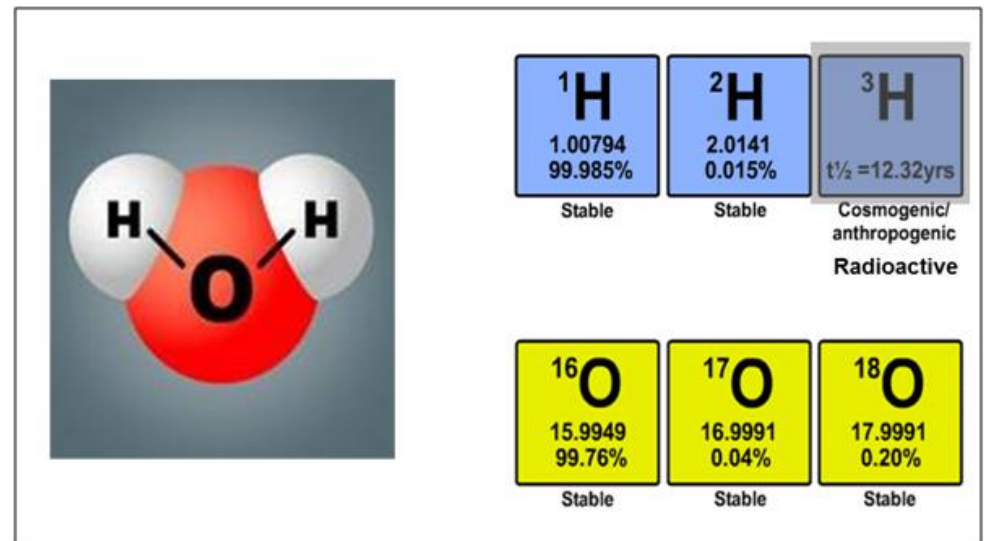 H H
O
¹H
1.00794
99.985%
Stable
²H
2.0141
0.015%
Stable
³H
t½ =12.32yrs
Cosmogenic/
anthropogenic
Radioactive
¹⁶O
15.9949
99.76%
Stable
¹⁷O
16.9991
0.04%
Stable
¹⁸O
17.9991
0.20%
Stable